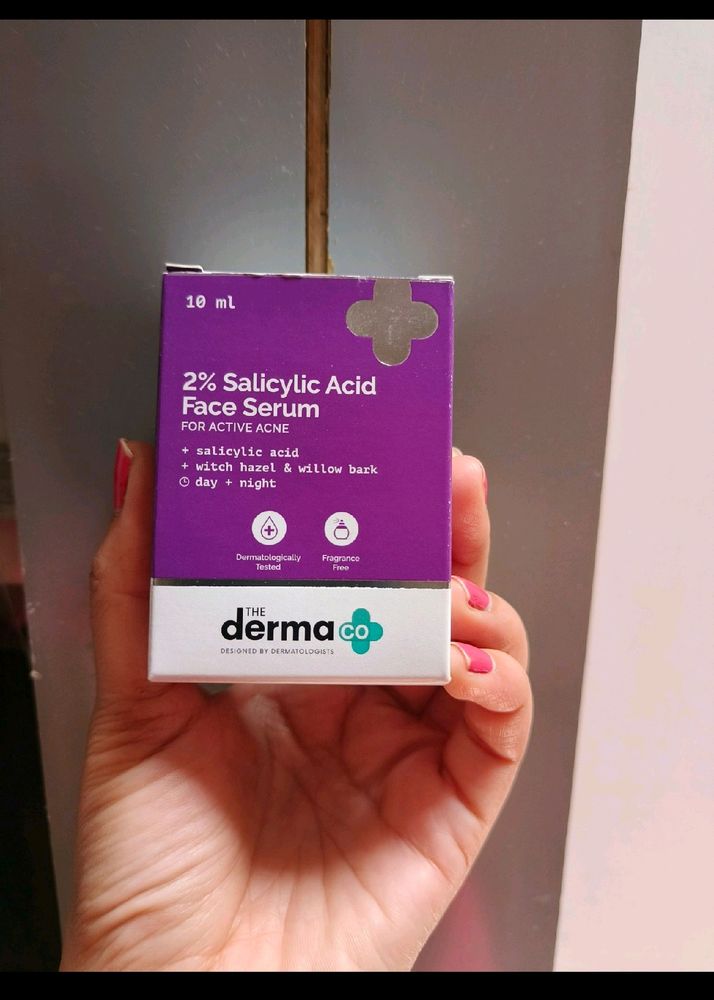 10 ml
2% Salicylic Acid
Face Serum
FOR ACTIVE ACNE
+ salicylic acid
+ witch hazel & willow bark
day + night
Dermatologically
Tested
Fragrance
Free
THE
derma co
DESIGNED BY DERMATOLOGISTS